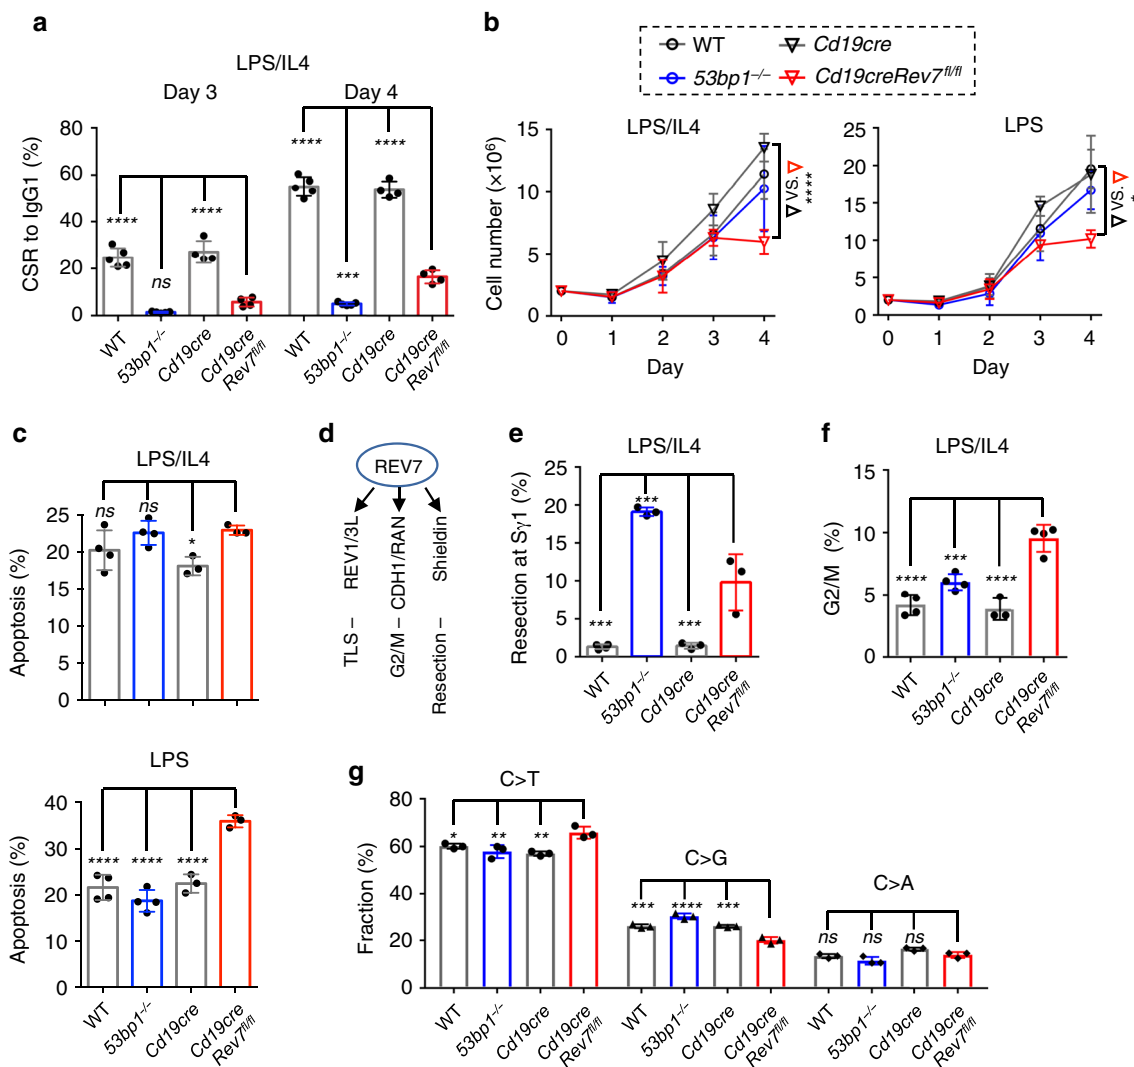 a
LPS/IL4
Day 3
Day 4
CSR to IgG1 (%)
80
60
40
20
0
****
ns
****
****
***
****
WT
53bp1–/–
Cd19cre
Cd19cre
Rev7fl/fl
WT
53bp1–/–
Cd19cre
Cd19cre
Rev7fl/fl
b
WT
Cd19cre
53bp1–/–
Cd19creRev7fl/fl
LPS/IL4
Cell number (×10⁶)
15
10
5
0
0 1 2 3 4
Day
vs.
****
LPS
25
20
15
10
5
0
0 1 2 3 4
Day
vs.
*
c
LPS/IL4
Apoptosis (%)
25
20
15
10
5
0
ns
ns
*
LPS
Apoptosis (%)
40
30
20
10
0
****
****
****
WT
53bp1–/–
Cd19cre
Cd19cre
Rev7fl/fl
d
REV7
TLS – REV1/3L
G2/M – CDH1/RAN
Resection – Shieldin
e
LPS/IL4
Resection at Sγ1 (%)
25
20
15
10
5
0
***
***
***
WT
53bp1–/–
Cd19cre
Cd19cre
Rev7fl/fl
f
LPS/IL4
G2/M (%)
15
10
5
0
****
***
****
WT
53bp1–/–
Cd19cre
Cd19cre
Rev7fl/fl
g
C>T
C>G
C>A
Fraction (%)
80
60
40
20
0
*
**
**
***
****
***
ns
ns
ns
WT
53bp1–/–
Cd19cre
Cd19cre
Rev7fl/fl
WT
53bp1–/–
Cd19cre
Cd19cre
Rev7fl/fl
WT
53bp1–/–
Cd19cre
Cd19cre
Rev7fl/fl